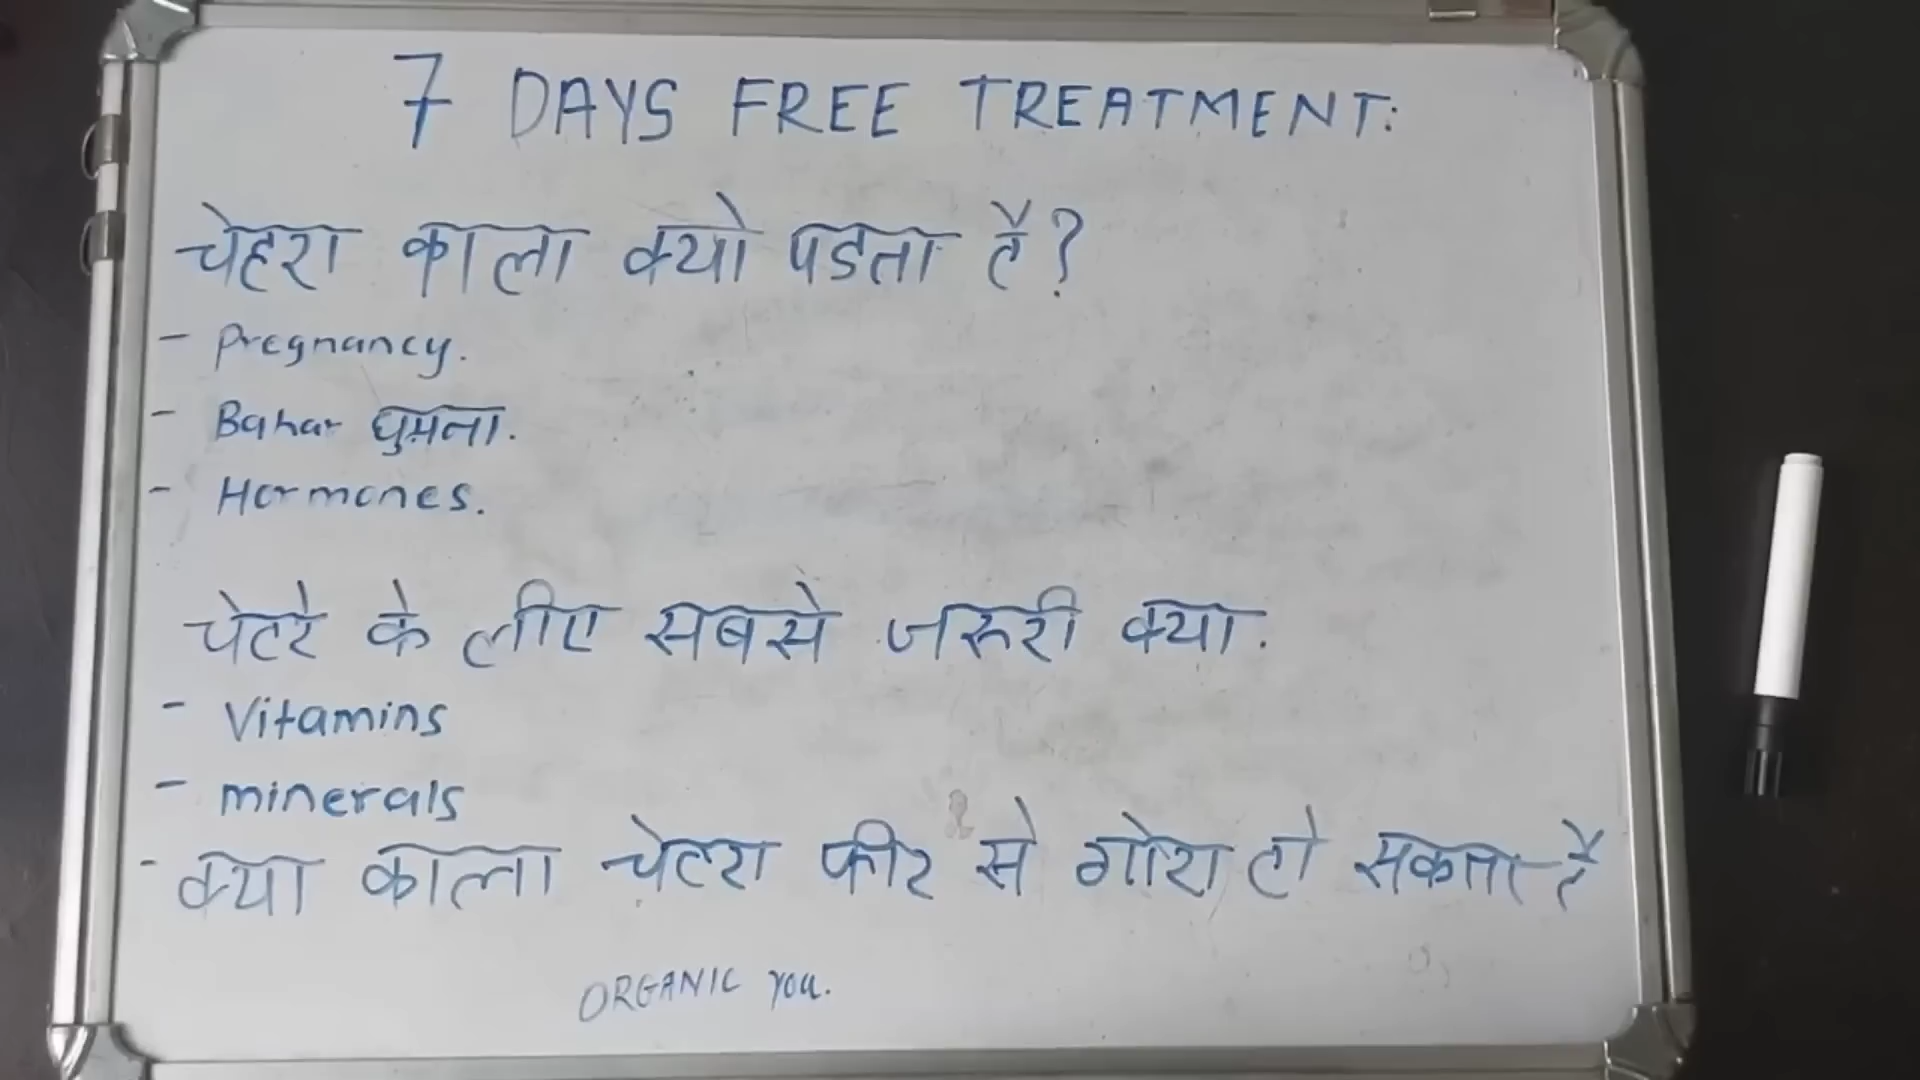 7 DAYS FREE TREATMENT:
चेहरा काला क्यो पडता है?
- Pregnancy.
- Bahar घुमना.
- Hormones.
चेहरे के लीए सबसे जरूरी क्या.
- Vitamins
- minerals
- क्या काला चेहरा फीर से गोरा हो सकता है
ORGANIC You.